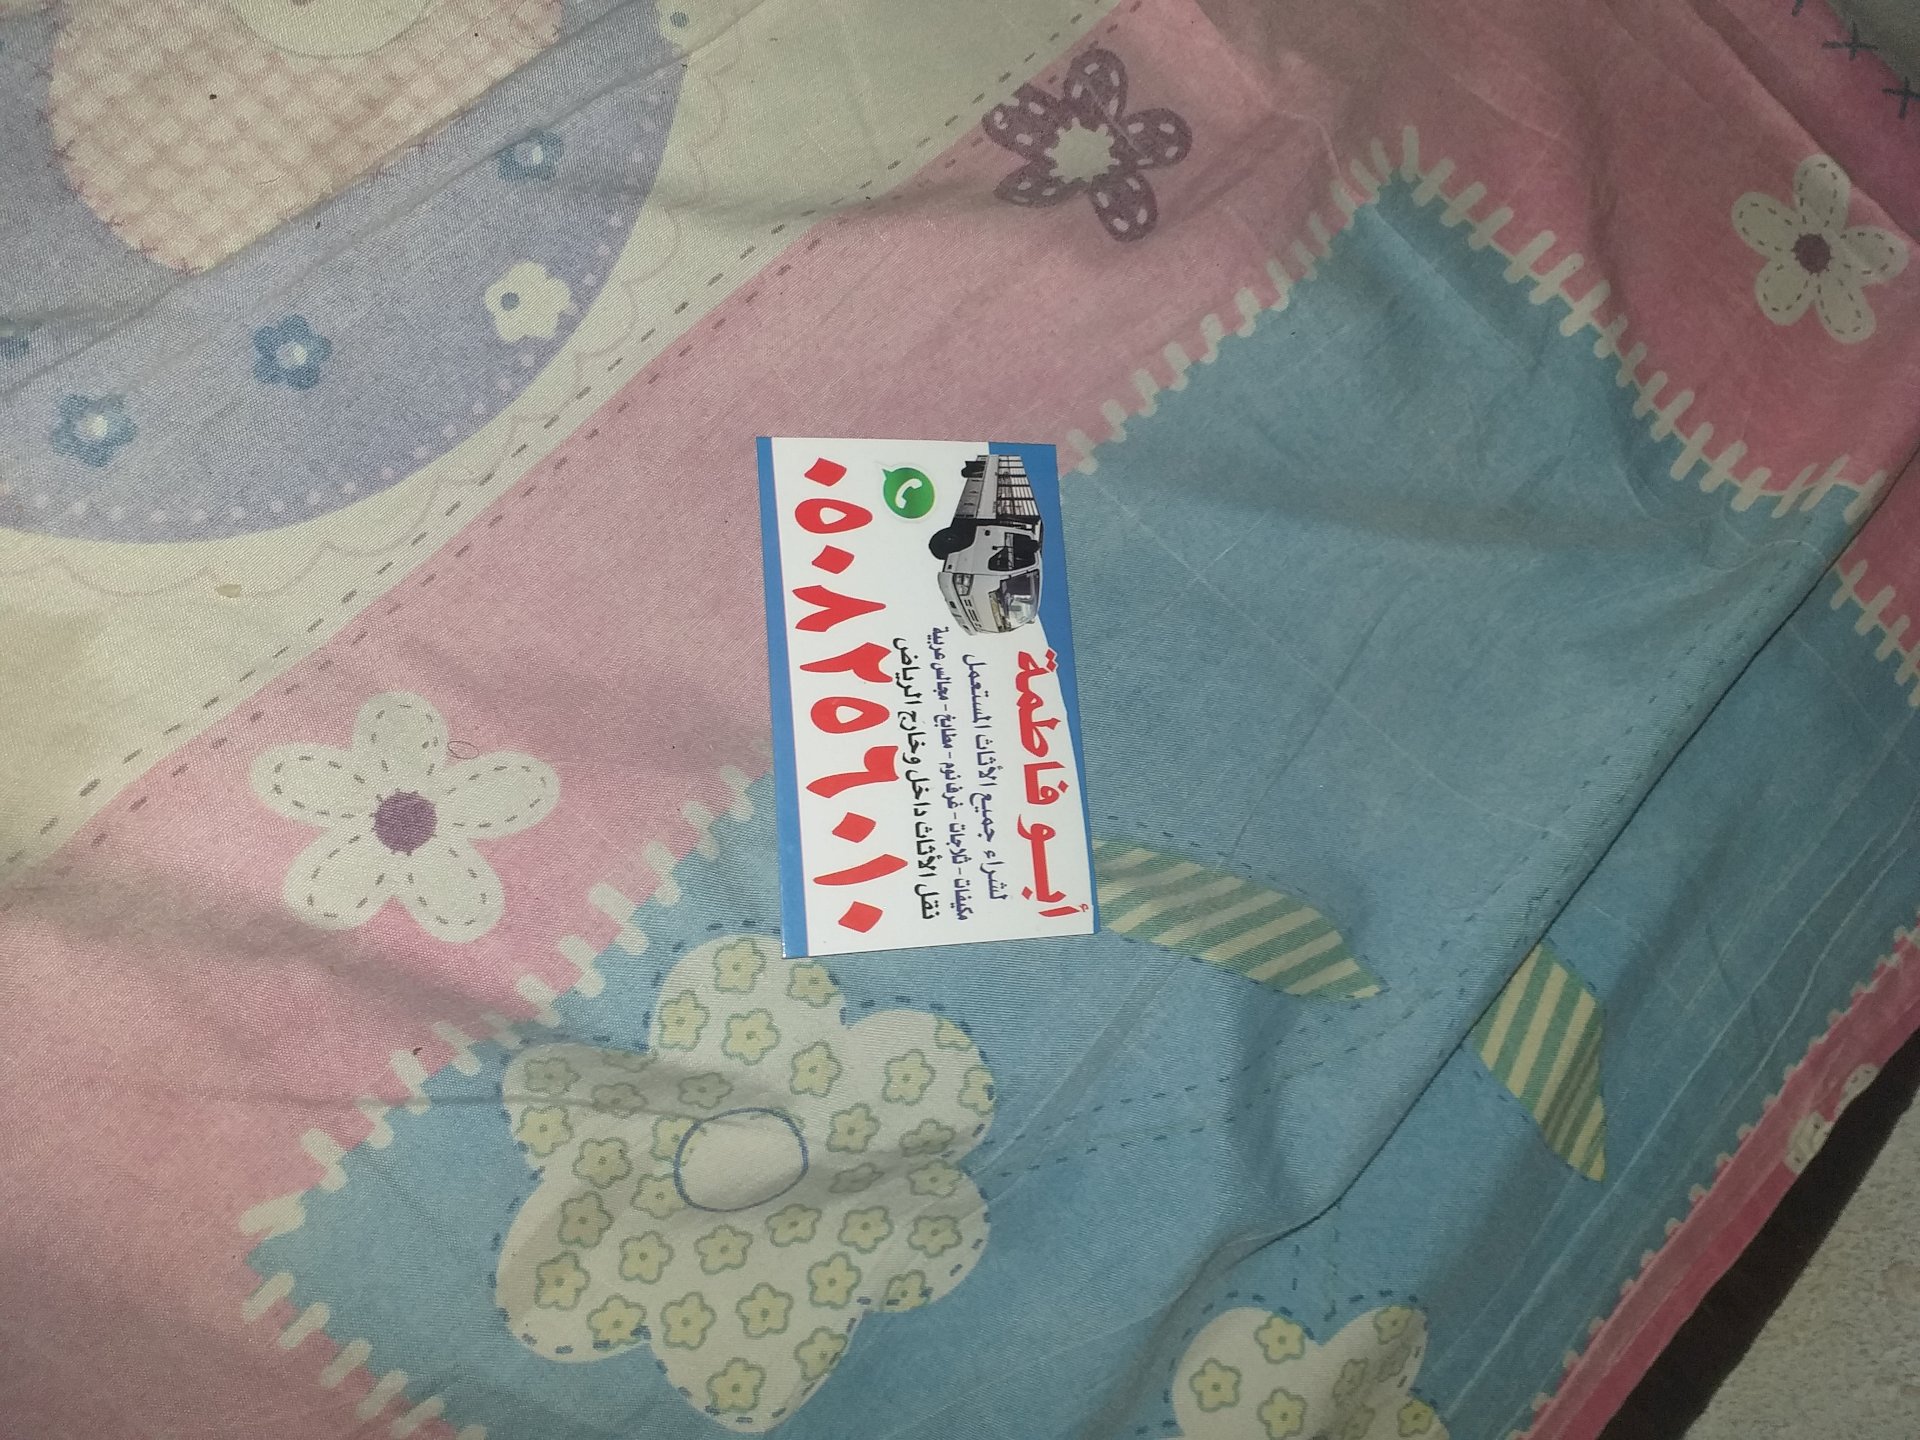 أبو فاطمة
لشراء جميع الأثاث المستعمل
مكيفات - ثلاجات - غرف نوم - مطابخ - مجالس عربية
نقل الأثاث داخل وخارج الرياض
٠٥٠٨٢٥٦٠١٠